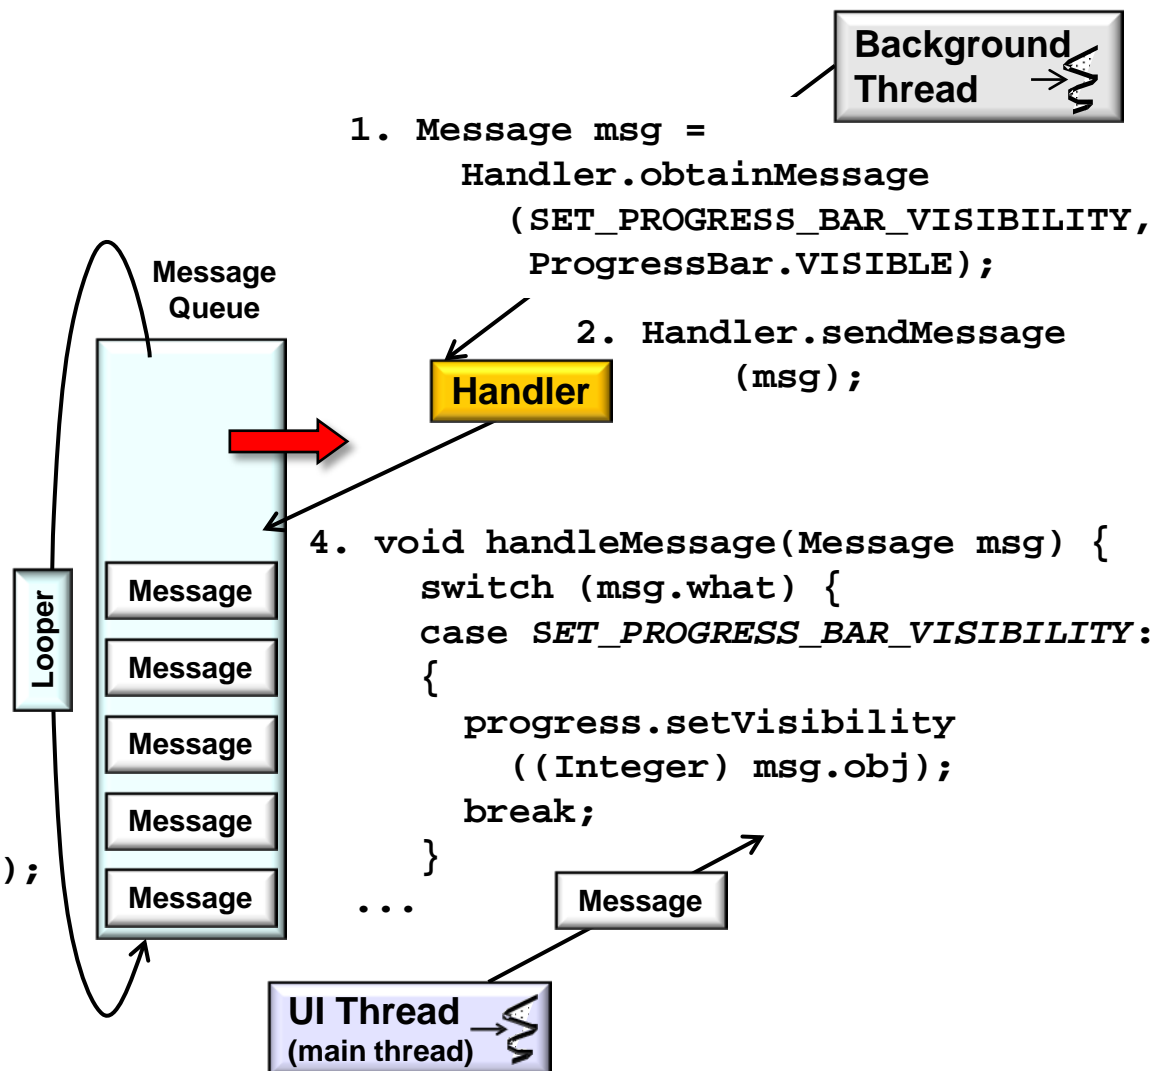 Background
Thread
1. Message msg =
Handler.obtainMessage
(SET_PROGRESS_BAR_VISIBILITY,
ProgressBar.VISIBLE);
Message
Queue
2. Handler.sendMessage
(msg);
Handler
4. void handleMessage(Message msg) {
switch (msg.what) {
case SET_PROGRESS_BAR_VISIBILITY:
{
progress.setVisibility
((Integer) msg.obj);
break;
}
...
Looper
Message
Message
Message
Message
Message
);
Message
UI Thread
(main thread)